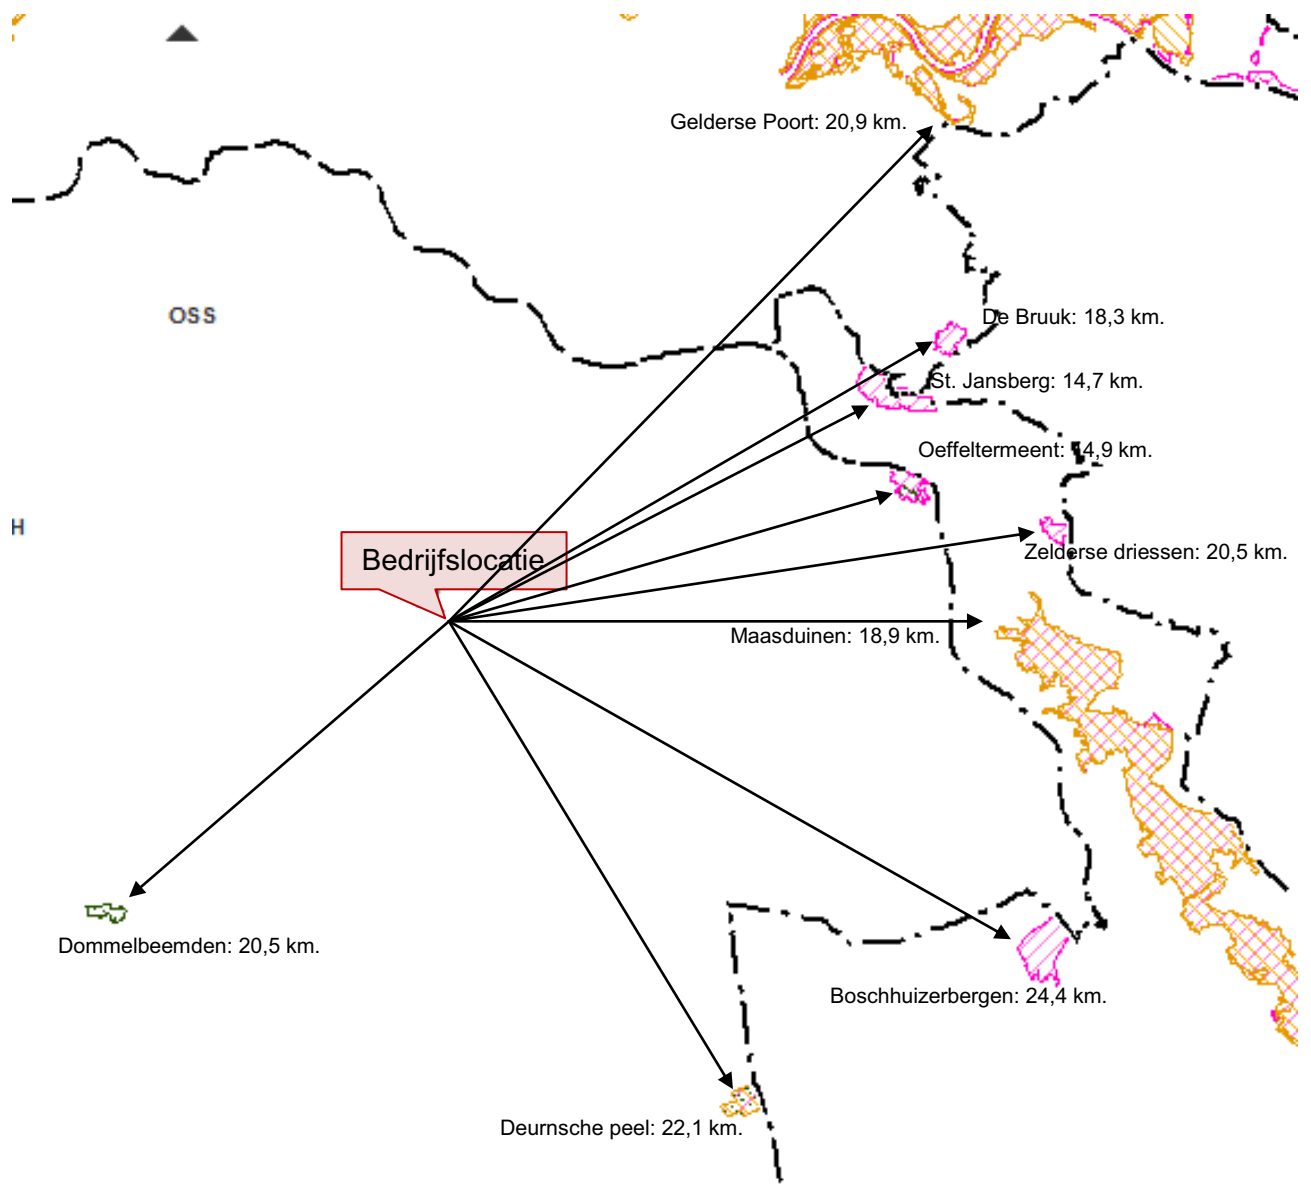 Gelderse Poort: 20,9 km.
OSS
De Bruuk: 18,3 km.
St. Jansberg: 14,7 km.
Oeffeltermeent: 14,9 km.
H
Bedrijfslocatie
Zelderse driessen: 20,5 km.
Maasduinen: 18,9 km.
Dommelbeemden: 20,5 km.
Boschhuizerbergen: 24,4 km.
Deurnsche peel: 22,1 km.